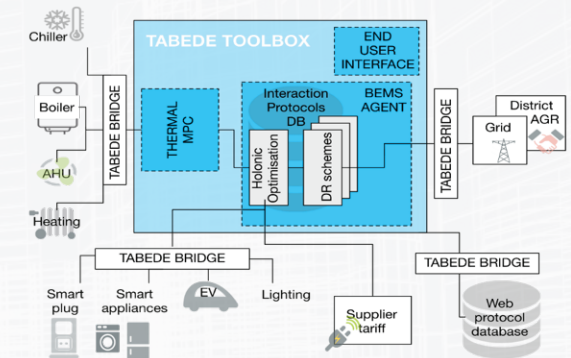 Chiller
Boiler
AHU
Heating
TABEDE BRIDGE
TABEDE TOOLBOX
END
USER
INTERFACE
THERMAL
MPC
Interaction
Protocols
DB
BEMS
AGENT
Holonic
Optimisation
DR schemes
TABEDE BRIDGE
Grid
District
AGR
TABEDE BRIDGE
Smart
plug
Smart
appliances
EV
Lighting
Supplier
tariff
TABEDE BRIDGE
Web
protocol
database